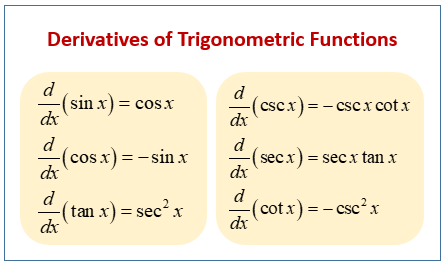 Derivatives of Trigonometric Functions
d/dx (sin x) = cos x
d/dx (cos x) = − sin x
d/dx (tan x) = sec² x
d/dx (csc x) = − csc x cot x
d/dx (sec x) = sec x tan x
d/dx (cot x) = − csc² x